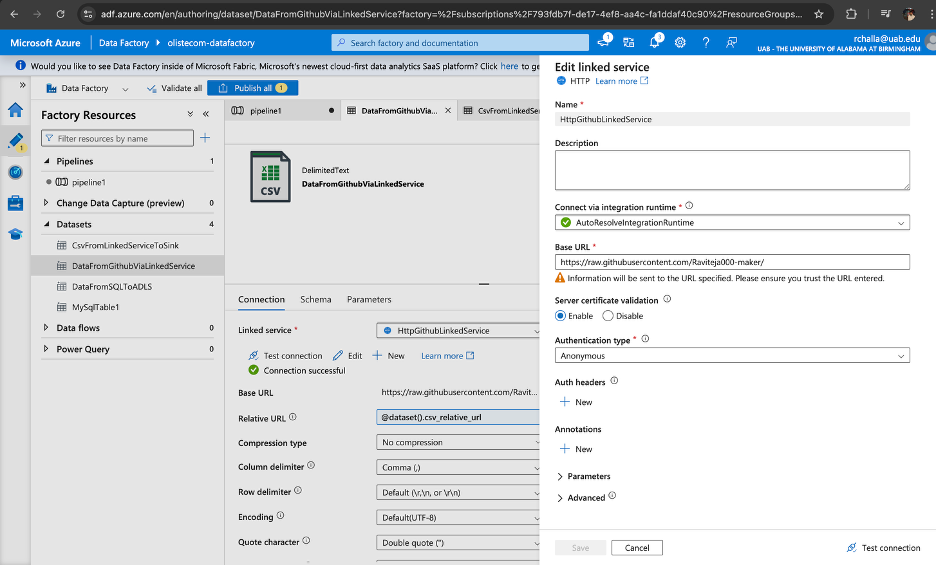 adf.azure.com/en/authoring/dataset/DataFromGithubViaLinkedService?factory=%2Fsubscriptions%2F793dfb7f-de17-4ef8-aa4c-fa1ddaf40c90%2FresourceGroups...
Microsoft Azure
Data Factory
olistecom-datafactory
Search factory and documentation
1
3
rchalla@uab.edu
UAB - THE UNIVERSITY OF ALABAMA AT BIRMINGHAM
Would you like to see Data Factory inside of Microsoft Fabric, Microsoft's newest cloud-first data analytics SaaS platform? Click here to ge
Data Factory
Validate all
Publish all 1
1
Factory Resources
Filter resources by name
Pipelines 1
pipeline1
Change Data Capture (preview) 0
Datasets 4
CsvFromLinkedServiceToSink
DataFromGithubViaLinkedService
DataFromSQLToADLS
MySqlTable1
Data flows 0
Power Query 0
pipeline1
DataFromGithubVia...
CsvFromLinkedSer
CSV
DelimitedText
DataFromGithubViaLinkedService
Connection
Schema
Parameters
Linked service *
HttpGithubLinkedService
Test connection
Edit
New
Learn more
Connection successful
Base URL
https://raw.githubusercontent.com/Ravit...
Relative URL
@dataset().csv_relative_url
Compression type
No compression
Column delimiter
Comma (,)
Row delimiter
Default (\r,\n, or \r\n)
Encoding
Default(UTF-8)
Quote character
Double quote (")
Edit linked service
HTTP Learn more
Name *
HttpGithubLinkedService
Description
Connect via integration runtime *
AutoResolveIntegrationRuntime
Base URL *
https://raw.githubusercontent.com/Raviteja000-maker/
Information will be sent to the URL specified. Please ensure you trust the URL entered.
Server certificate validation
Enable
Disable
Authentication type *
Anonymous
Auth headers
New
Annotations
New
Parameters
Advanced
Save
Cancel
Test connection